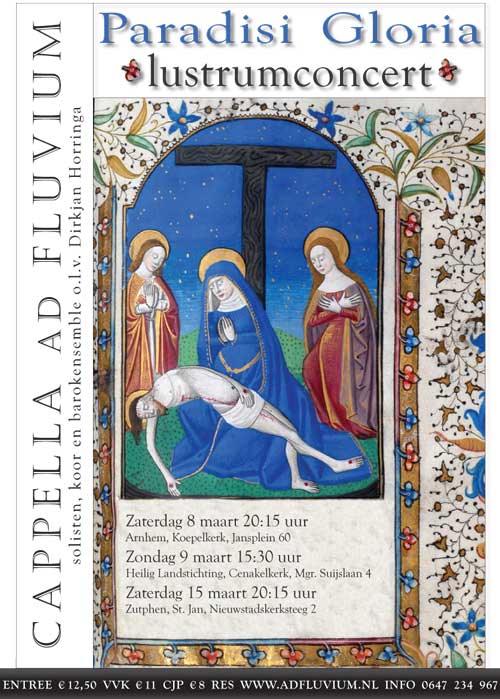 Paradisi Gloria
lustrumconcert
CAPPELLA AD FLUVIUM
solisten, koor en barokensemble o.l.v. Dirkjan Horringa
Zaterdag 8 maart 20:15 uur
Arnhem, Koepelkerk, Jansplein 60
Zondag 9 maart 15:30 uur
Heilig Landstichting, Cenakelkerk, Mgr. Suijslaan 4
Zaterdag 15 maart 20:15 uur
Zutphen, St. Jan, Nieuwstadskerksteeg 2
ENTREE € 12,50 VVK € 11 CJP € 8 RES WWW.ADFLUVIUM.NL INFO 0647 234 967